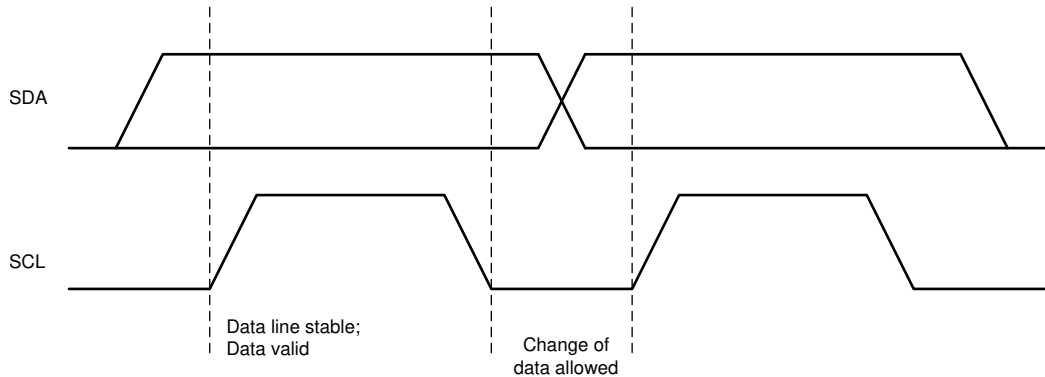 SDA
SCL
Data line stable;
Data valid
Change of
data allowed